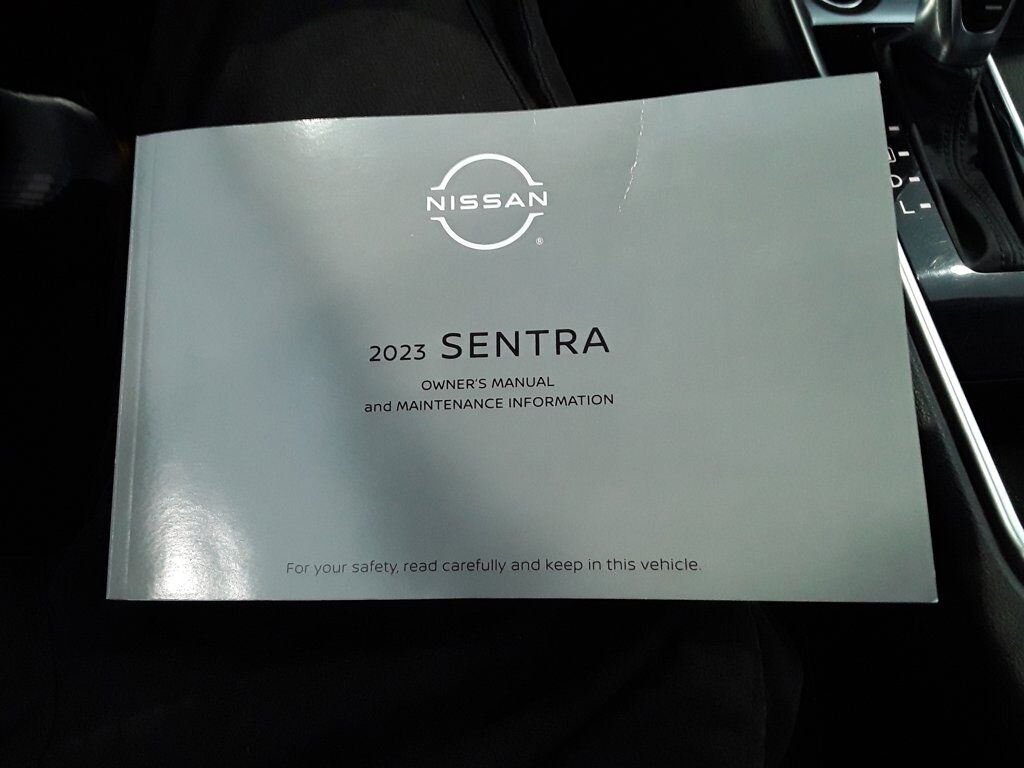 NISSAN
®
2023 SENTRA
OWNER'S MANUAL
and MAINTENANCE INFORMATION
For your safety, read carefully and keep in this vehicle.
D
L